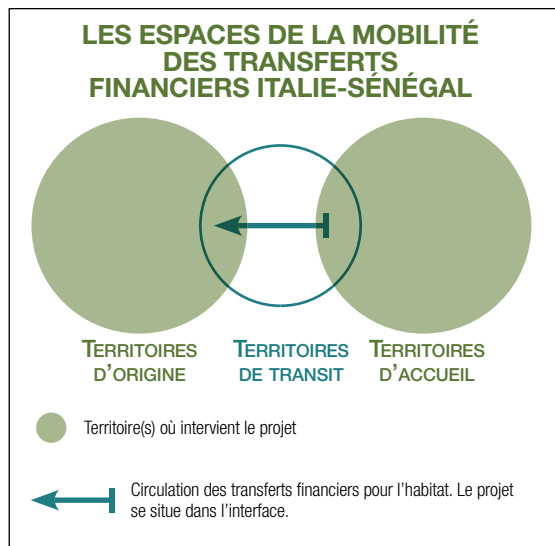 LES ESPACES DE LA MOBILITÉ
DES TRANSFERTS
FINANCIERS ITALIE-SÉNÉGAL
TERRITOIRES
D'ORIGINE
TERRITOIRES
DE TRANSIT
TERRITOIRES
D'ACCUEIL
Territoire(s) où intervient le projet
Circulation des transferts financiers pour l'habitat. Le projet
se situe dans l'interface.